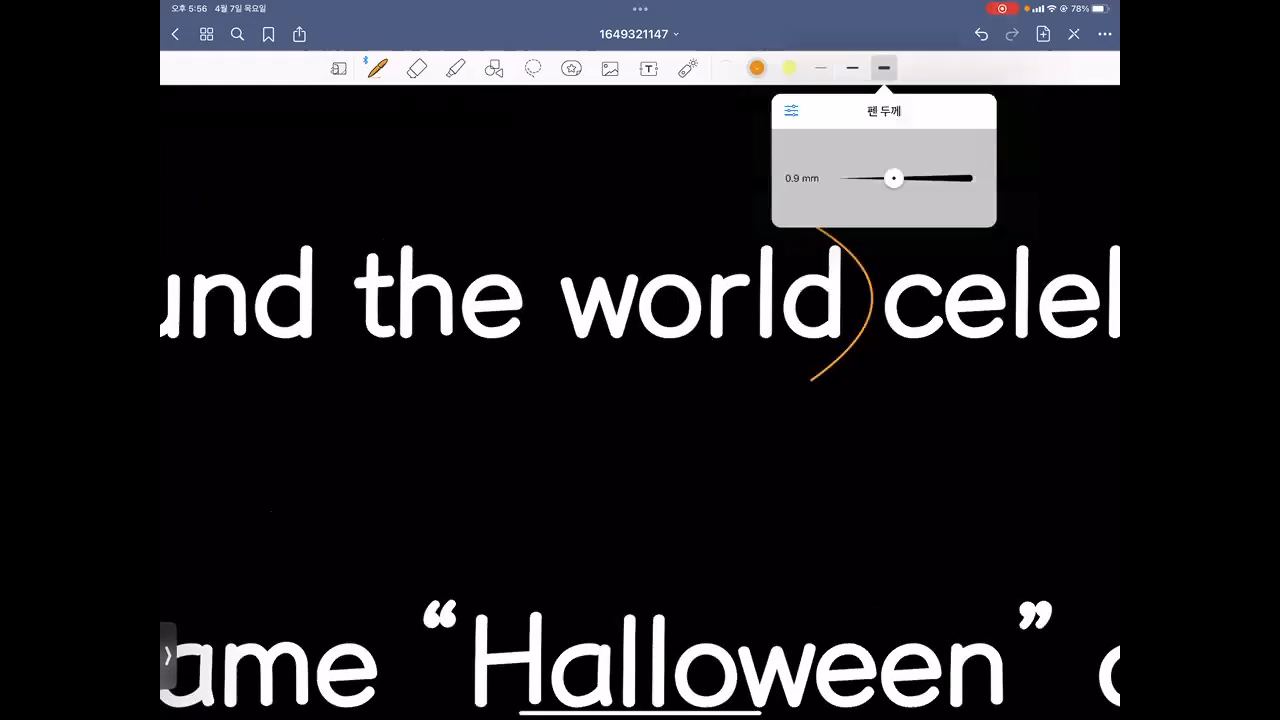 오후 5:56 4월 7일 목요일
78%
1649321147
T
펜 두께
0.9 mm
und the world celel
ame “Halloween” c